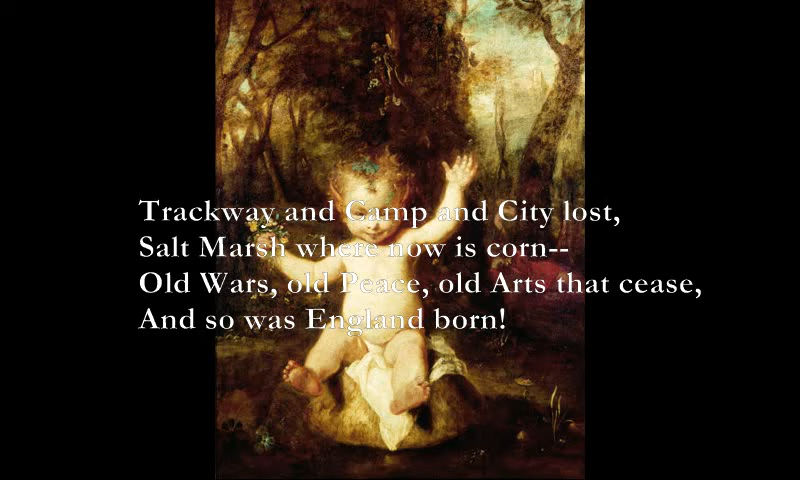 Trackway and Camp and City lost,
Salt Marsh where now is corn--
Old Wars, old Peace, old Arts that cease,
And so was England born!